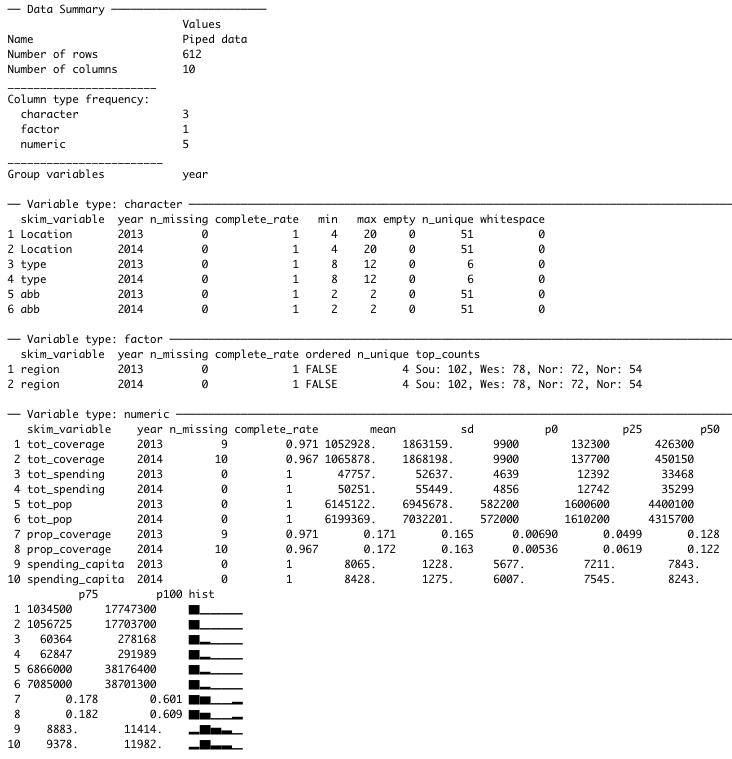 ── Data Summary ────────────────────────
                           Values
Name                       Piped data
Number of rows             612
Number of columns          10
_______________________
Column type frequency:
  character                3
  factor                   1
  numeric                  5
________________________
Group variables            year

── Variable type: character ────────────────────────
  skim_variable  year n_missing complete_rate   min   max empty n_unique whitespace
1 Location       2013         0             1     4    20     0       51          0
2 Location       2014         0             1     4    20     0       51          0
3 type           2013         0             1     8    12     0        6          0
4 type           2014         0             1     8    12     0        6          0
5 abb            2013         0             1     2     2     0       51          0
6 abb            2014         0             1     2     2     0       51          0

── Variable type: factor ────────────────────────
  skim_variable  year n_missing complete_rate ordered n_unique top_counts
1 region         2013         0             1 FALSE          4 Sou: 102, Wes: 78, Nor: 72, Nor: 54
2 region         2014         0             1 FALSE          4 Sou: 102, Wes: 78, Nor: 72, Nor: 54

── Variable type: numeric ────────────────────────
   skim_variable    year n_missing complete_rate        mean        sd        p0        p25        p50
 1 tot_coverage     2013         9         0.971 1052928.    1863159.      9900     132300     426300
 2 tot_coverage     2014        10         0.967 1065878.    1868198.      9900     137700     450150
 3 tot_spending     2013         0         1       47757.      52637.      4639      12392      33468
 4 tot_spending     2014         0         1       50251.      55449.      4856      12742      35299
 5 tot_pop          2013         0         1     6145122.    6945678.    582200    1600600    4400100
 6 tot_pop          2014         0         1     6199369.    7032201.    572000    1610200    4315700
 7 prop_coverage    2013         9         0.971       0.171       0.165      0.00690      0.0499      0.128
 8 prop_coverage    2014        10         0.967       0.172       0.163      0.00536      0.0619      0.122
 9 spending_capita  2013         0         1        8065.       1228.      5677.       7211.       7843.
10 spending_capita  2014         0         1        8428.       1275.      6007.       7545.       8243.
           p75         p100 hist
 1 1034500     17747300     ▇▁▁▁▁
 2 1056725     17703700     ▇▁▁▁▁
 3   60364       278168     ▇▂▁▁▁
 4   62847       291989     ▇▂▁▁▁
 5 6866000     38176400     ▇▂▁▁▁
 6 7085000     38701300     ▇▂▁▁▁
 7       0.178        0.601 ▇▅▁▁▂
 8       0.182        0.609 ▇▅▁▁▂
 9    8883.       11414.    ▂▇▅▃▁
10    9378.       11982.    ▂▇▃▃▁